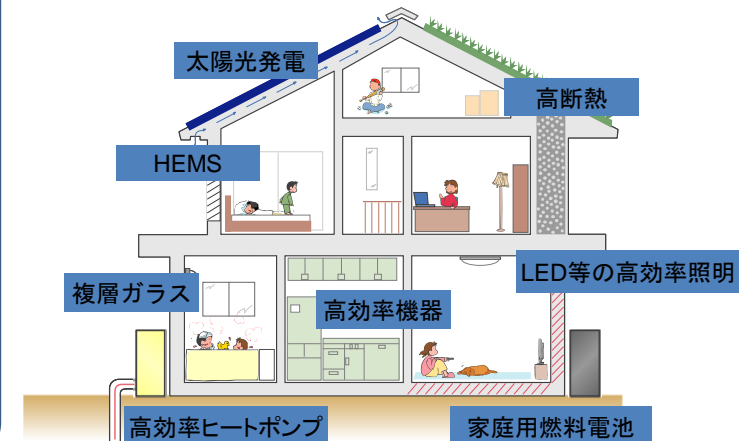 太陽光発電
高断熱
HEMS
LED等の高効率照明
複層ガラス
高効率機器
高効率ヒートポンプ
家庭用燃料電池